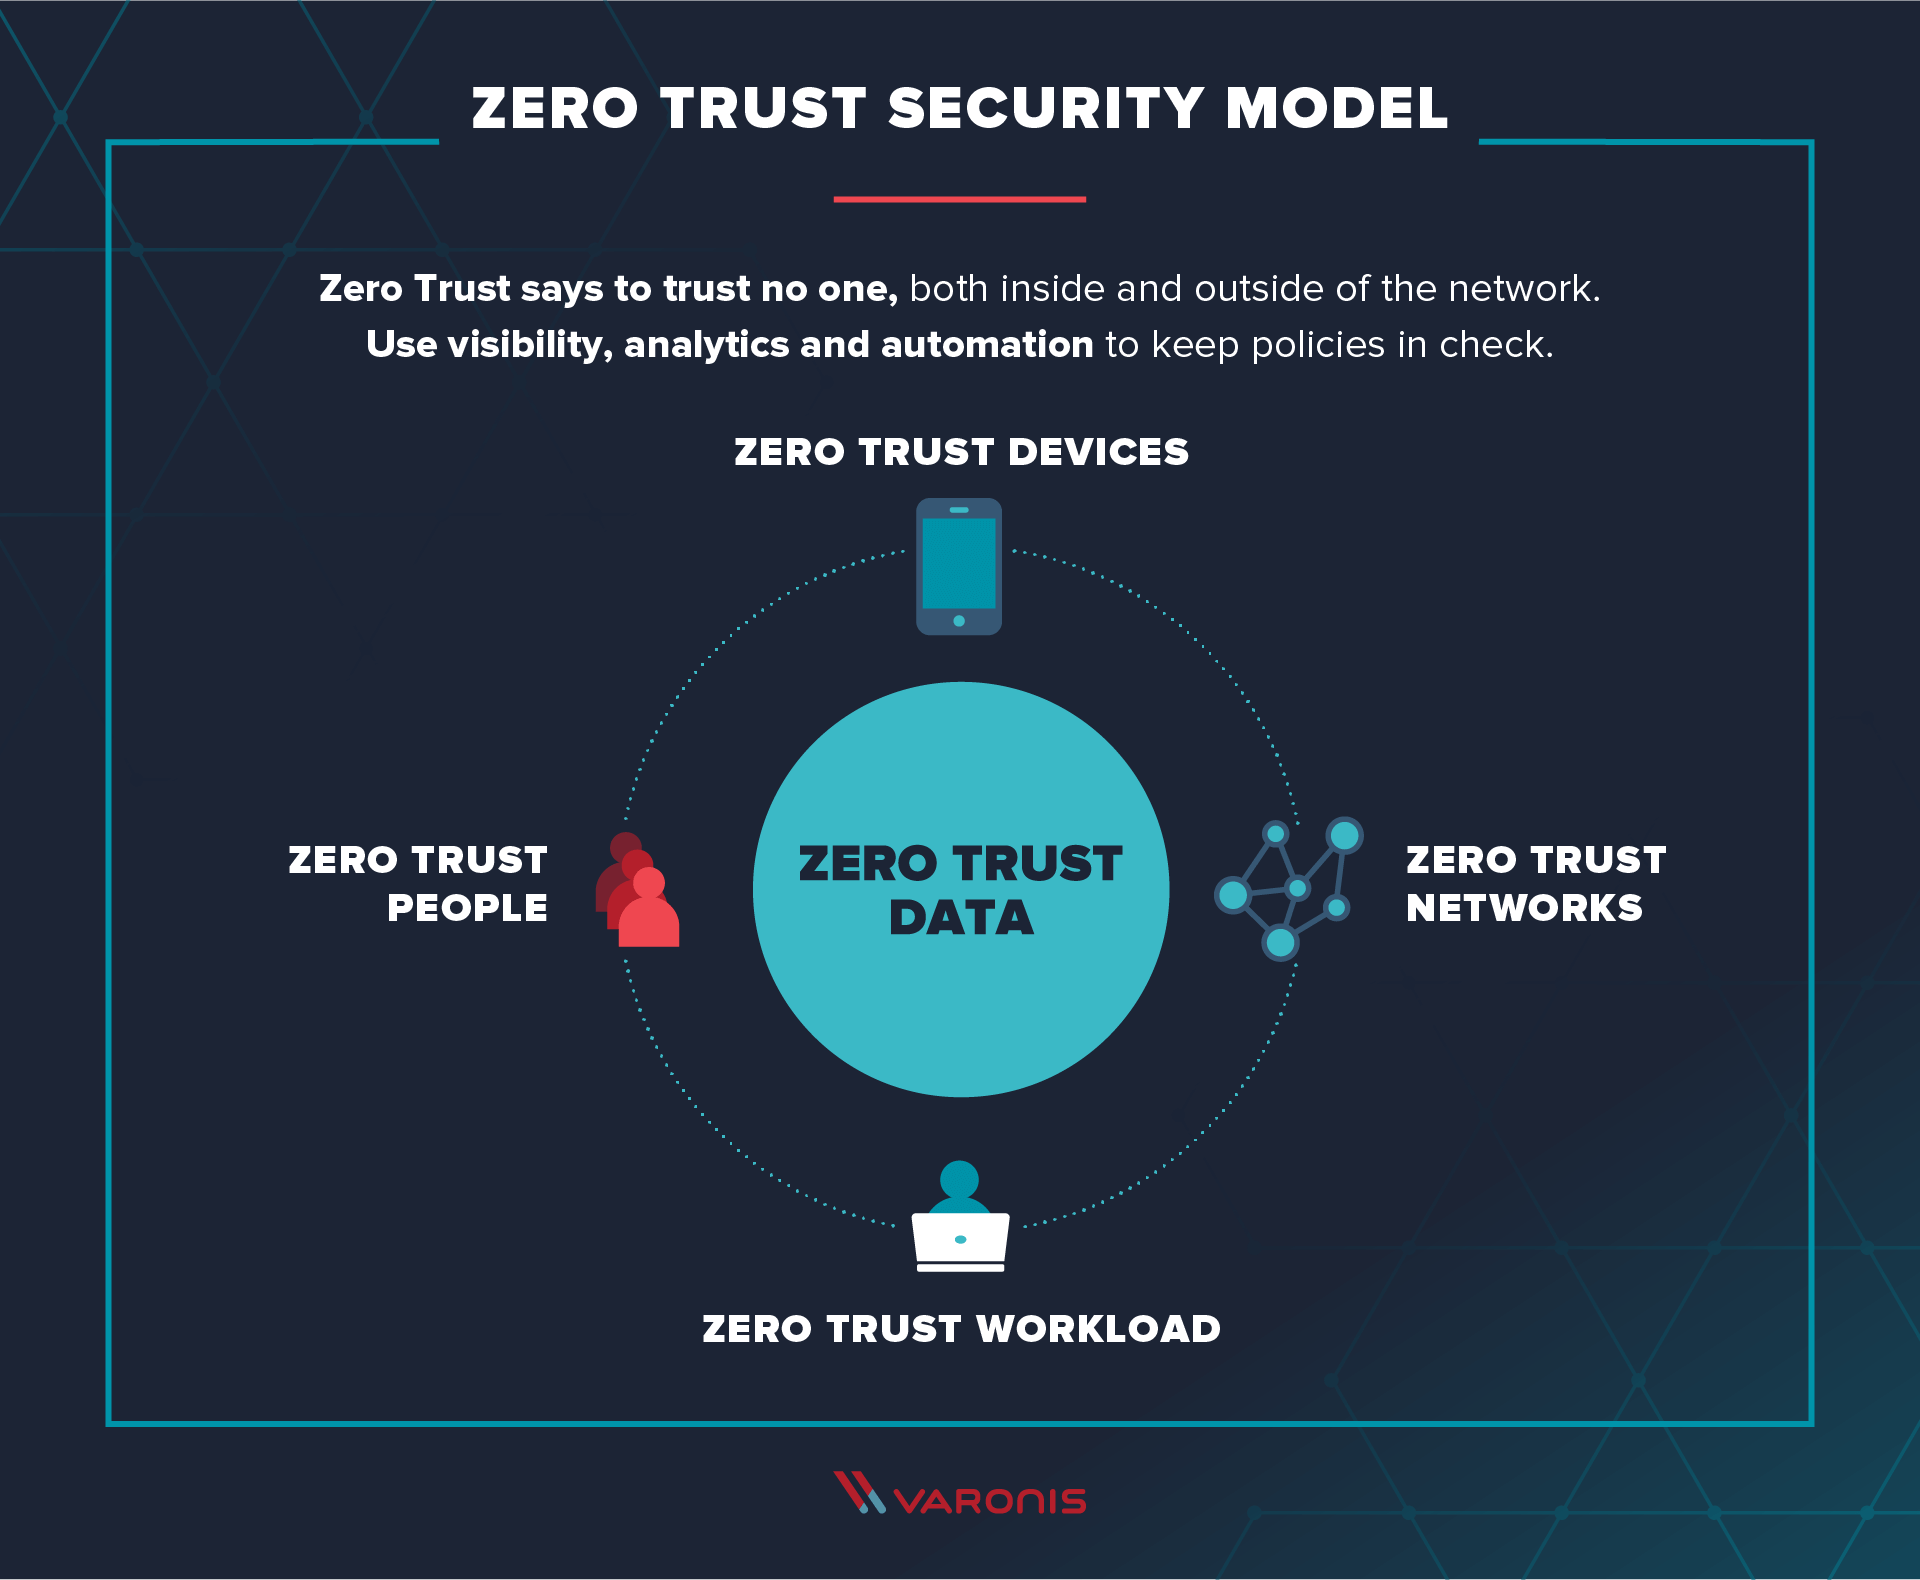 ZERO TRUST SECURITY MODEL
Zero Trust says to trust no one, both inside and outside of the network.
Use visibility, analytics and automation to keep policies in check.
ZERO TRUST DEVICES
ZERO TRUST
PEOPLE
ZERO TRUST
DATA
ZERO TRUST
NETWORKS
ZERO TRUST WORKLOAD
VARONIS